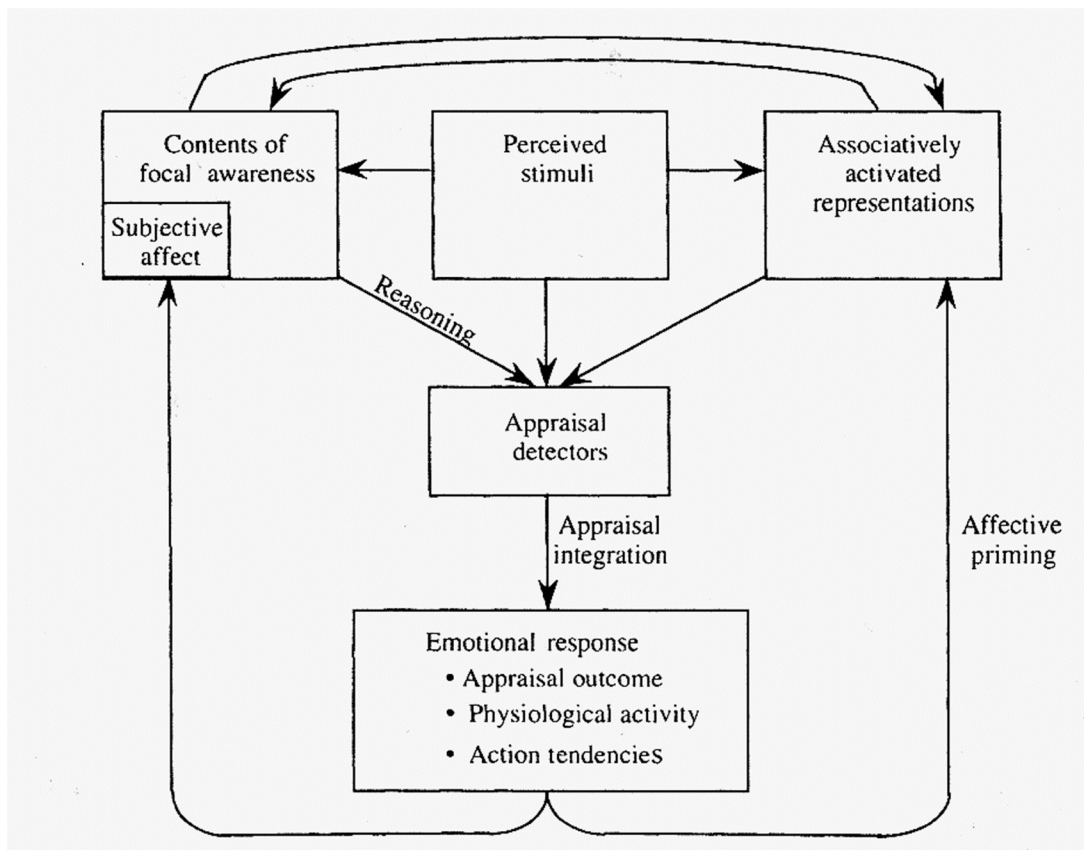 Contents of
focal awareness
Subjective
affect
Perceived
stimuli
Associatively
activated
representations
Reasoning
Appraisal
detectors
Appraisal
integration
Affective
priming
Emotional response
• Appraisal outcome
• Physiological activity
• Action tendencies